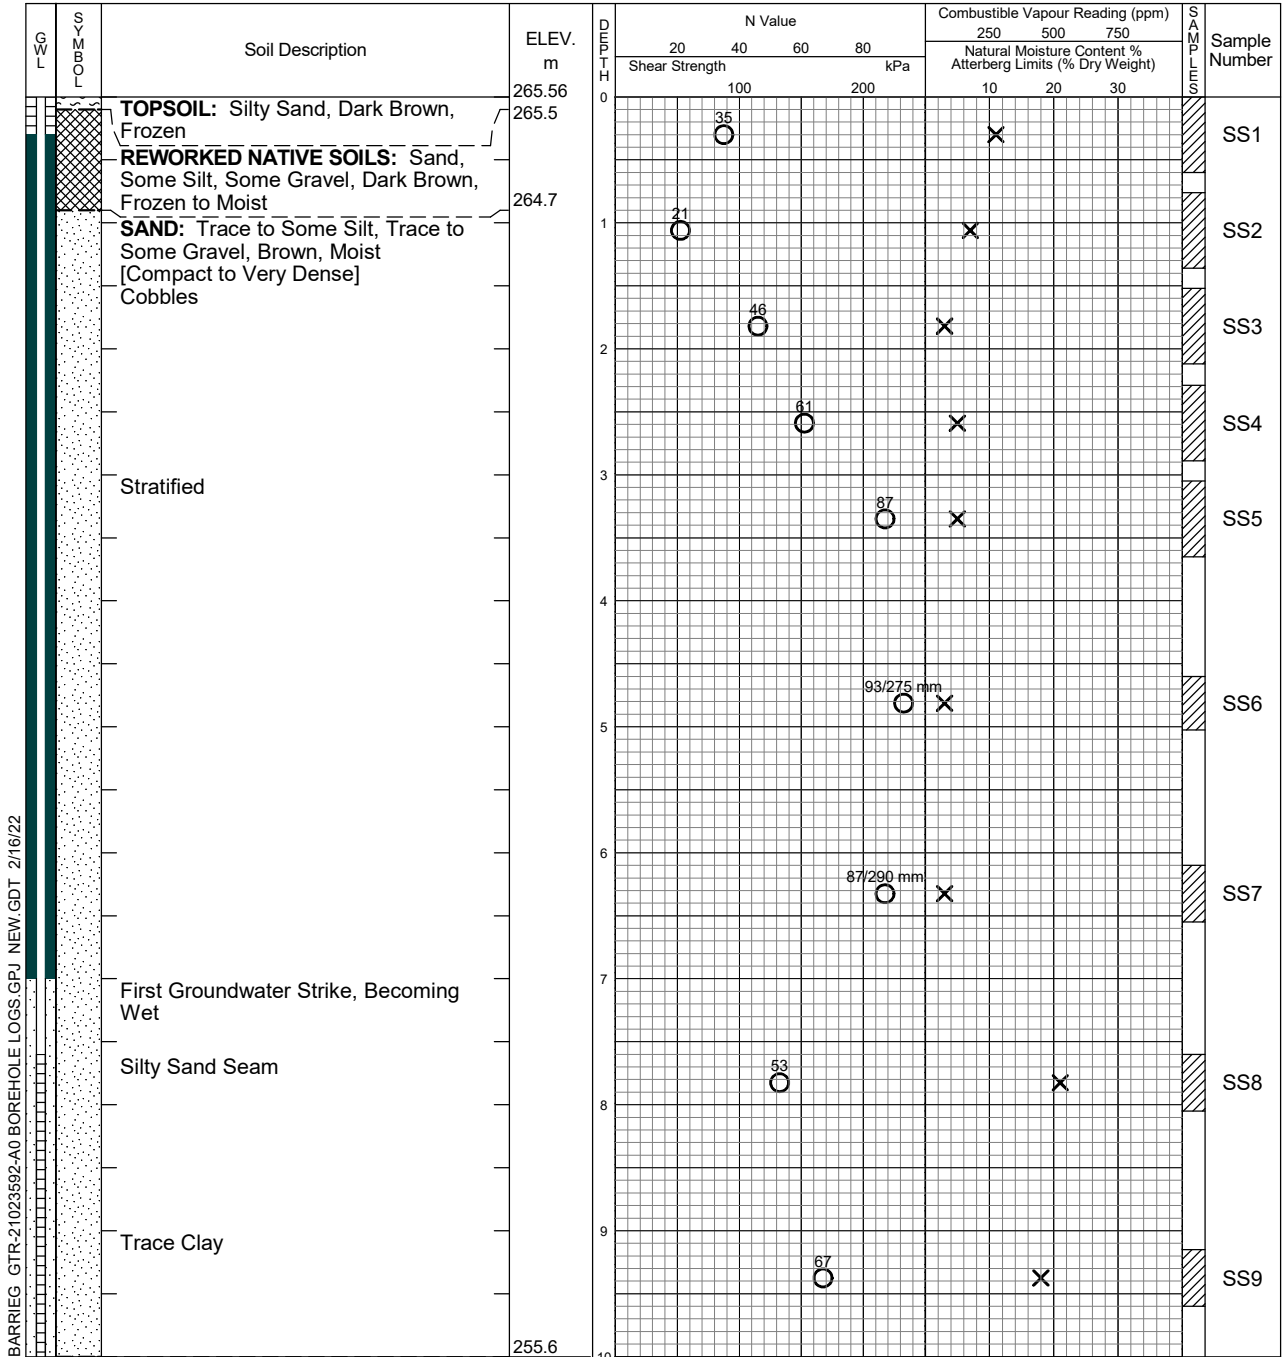 GWL
SYMBOL
Soil Description
ELEV.
m
DEPTH
N Value
20 40 60 80
Shear Strength kPa
100 200
Combustible Vapour Reading (ppm)
250 500 750
Natural Moisture Content %
Atterberg Limits (% Dry Weight)
10 20 30
SAMPLES
Sample
Number
265.56
0
TOPSOIL: Silty Sand, Dark Brown,
Frozen
265.5
35
SS1
REWORKED NATIVE SOILS: Sand,
Some Silt, Some Gravel, Dark Brown,
Frozen to Moist
264.7
21
1
SS2
SAND: Trace to Some Silt, Trace to
Some Gravel, Brown, Moist
[Compact to Very Dense]
Cobbles
46
SS3
2
61
SS4
3
Stratified
87
SS5
4
93/275 mm
SS6
5
6
87/290 mm
SS7
7
First Groundwater Strike, Becoming
Wet
Silty Sand Seam
53
SS8
8
9
Trace Clay
67
SS9
255.6
10
BARRIEG GTR-21023592-A0 BOREHOLE LOGS.GPJ NEW.GDT 2/16/22